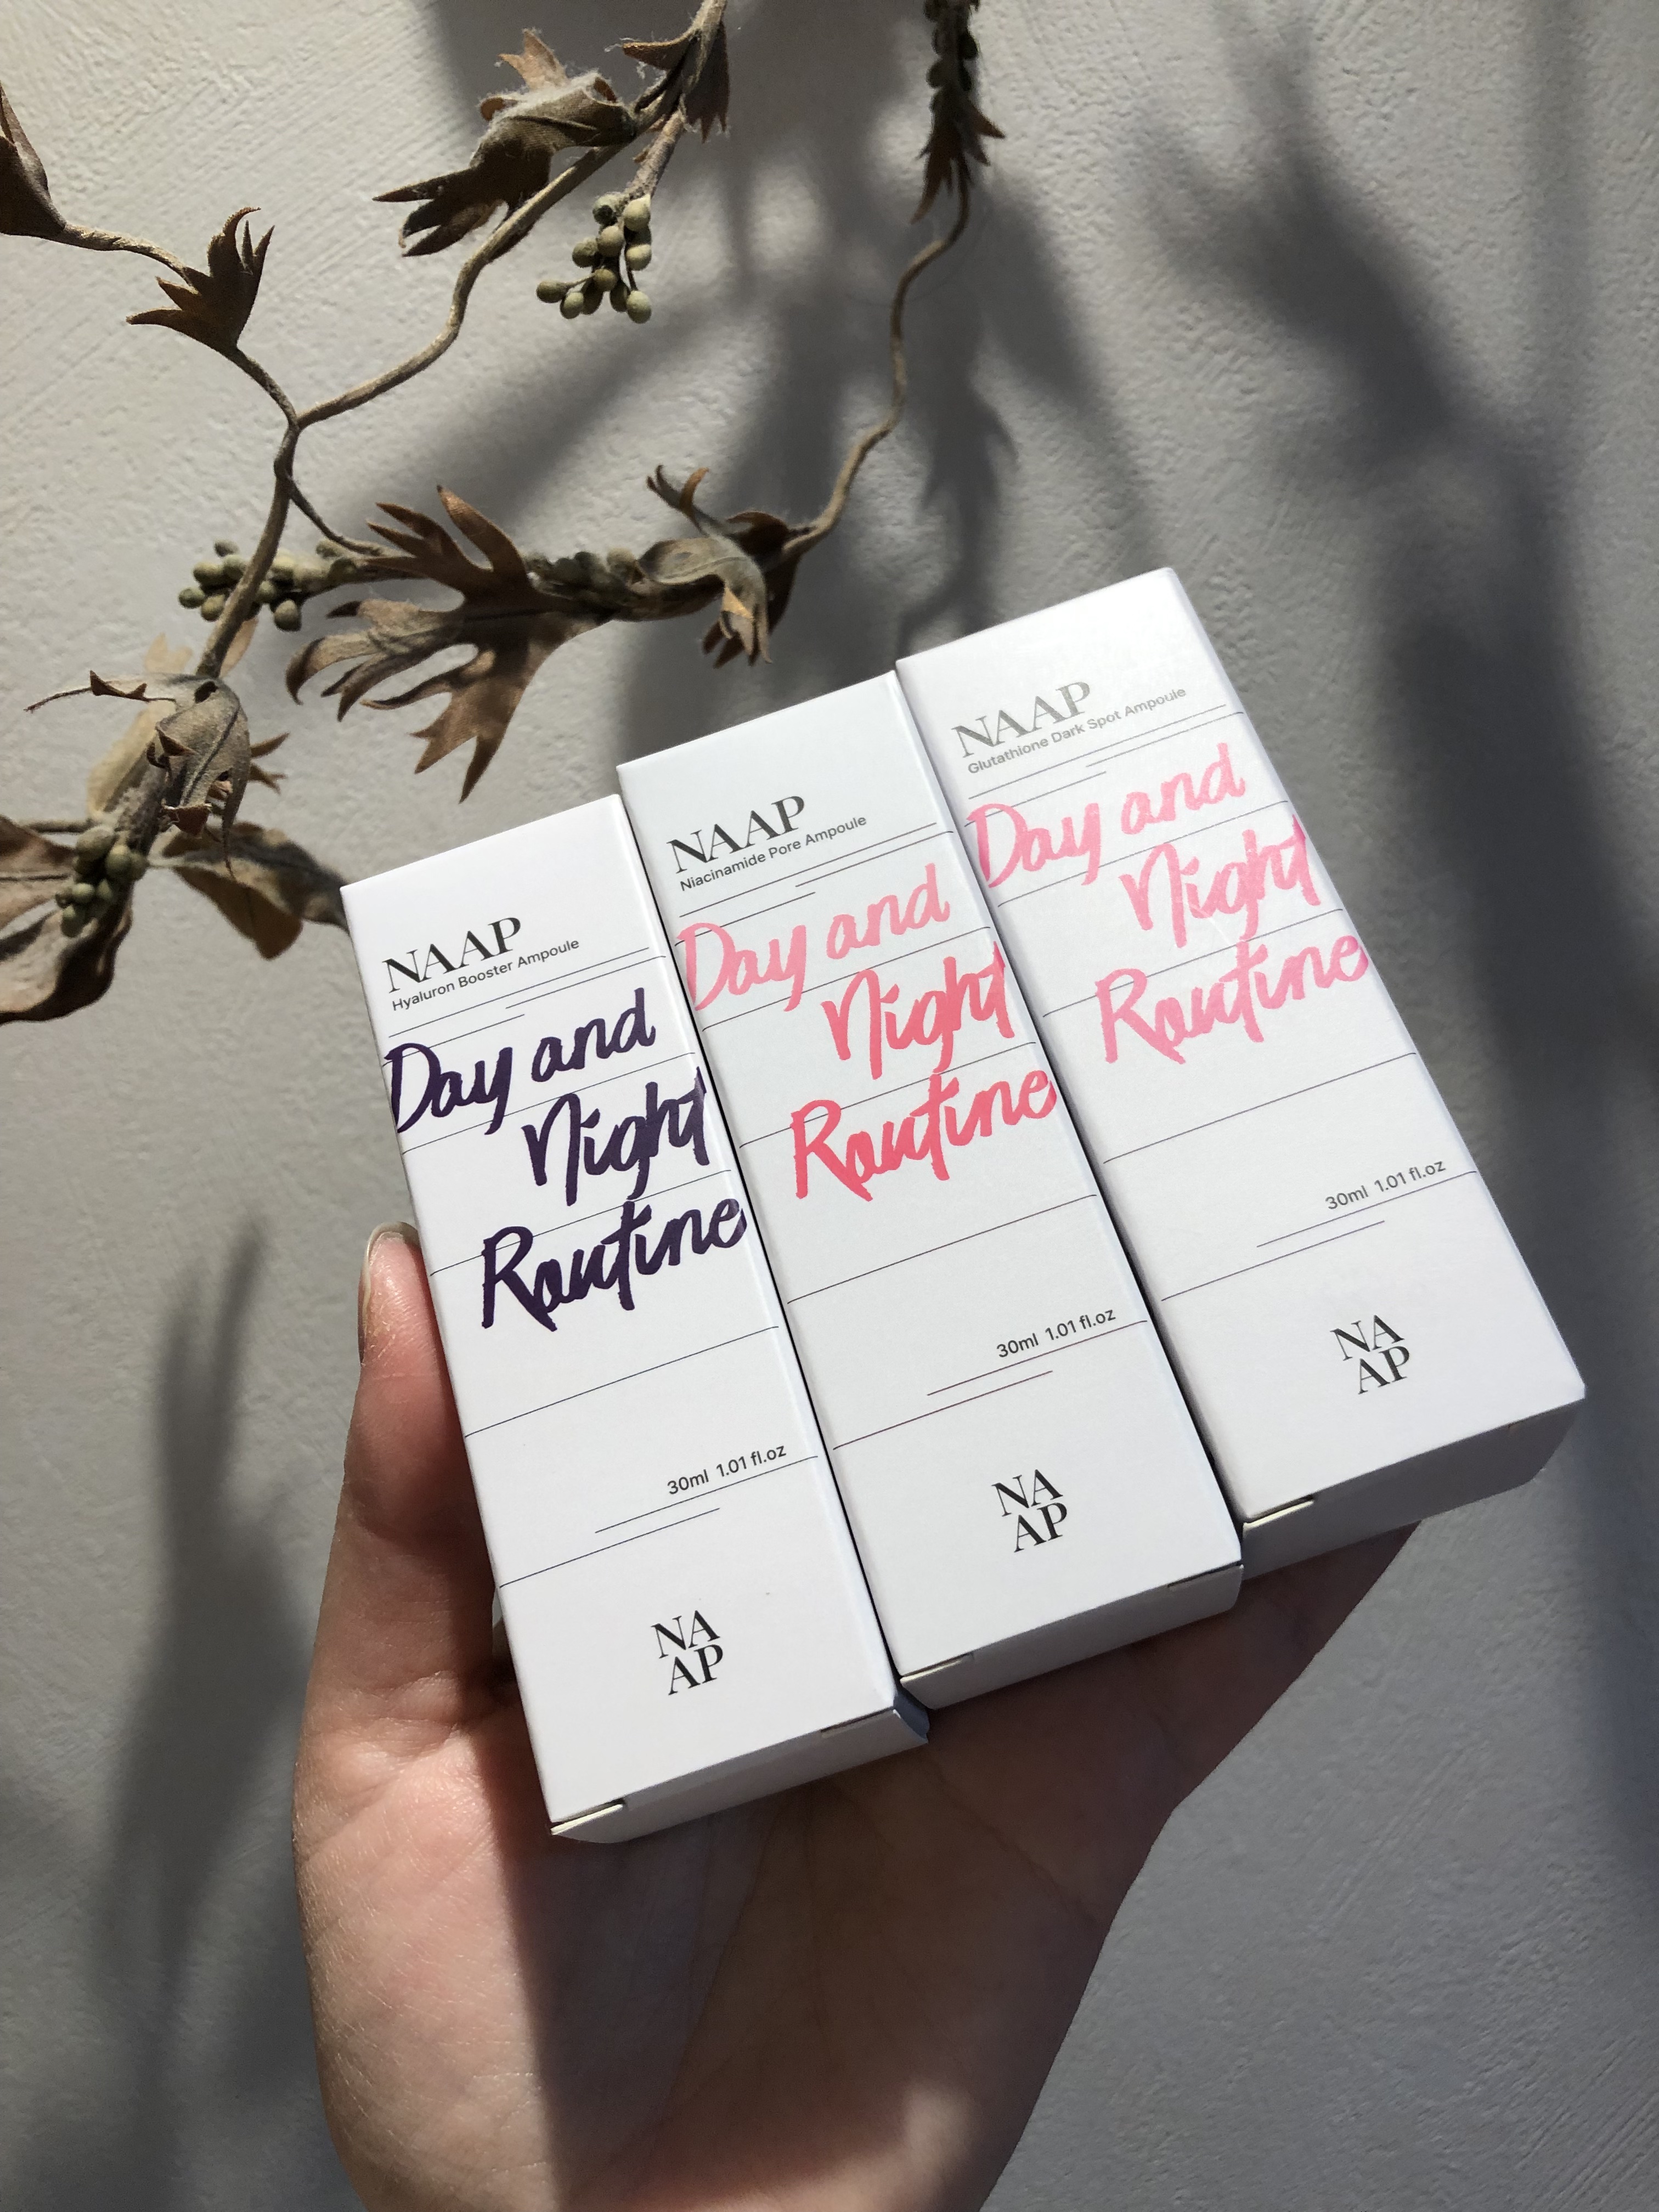 NAAP
Hyaluron Booster Ampoule
Day and
Night
Routine
30ml 1.01 fl.oz
NA
AP
NAAP
Niacinamide Pore Ampoule
Day and
Night
Routine
30ml 1.01 fl.oz
NA
AP
NAAP
Glutathione Dark Spot Ampoule
Day and
Night
Routine
30ml 1.01 fl.oz
NA
AP